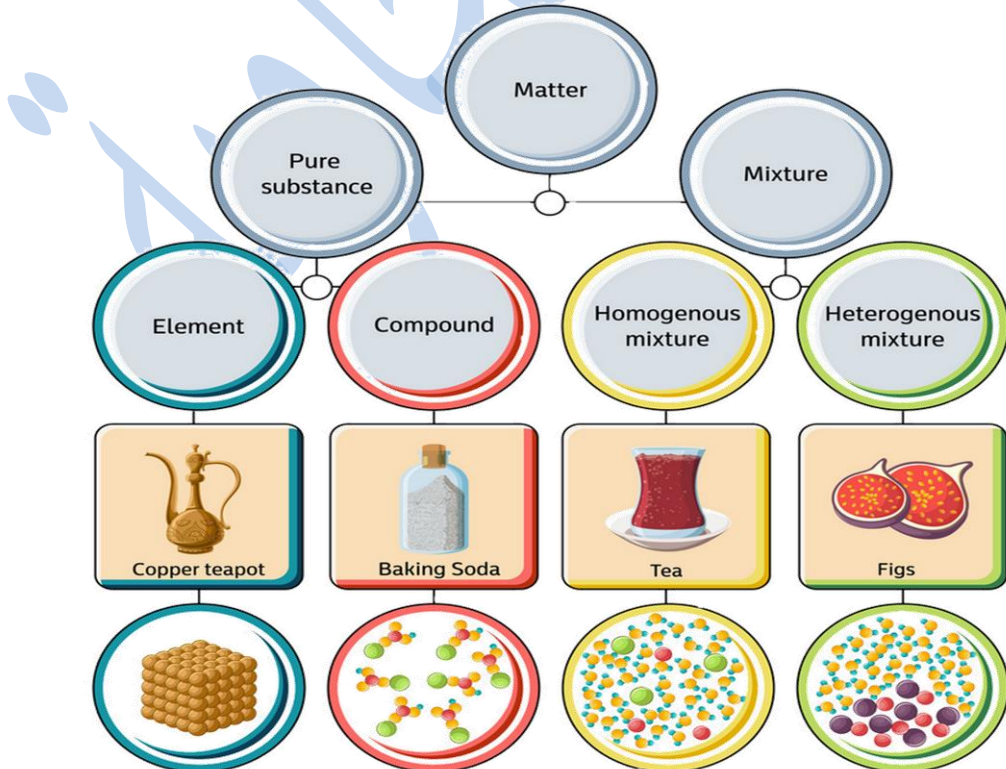 Matter
Pure
substance
Mixture
Element
Compound
Homogenous
mixture
Heterogenous
mixture
Copper teapot
Baking Soda
Tea
Figs